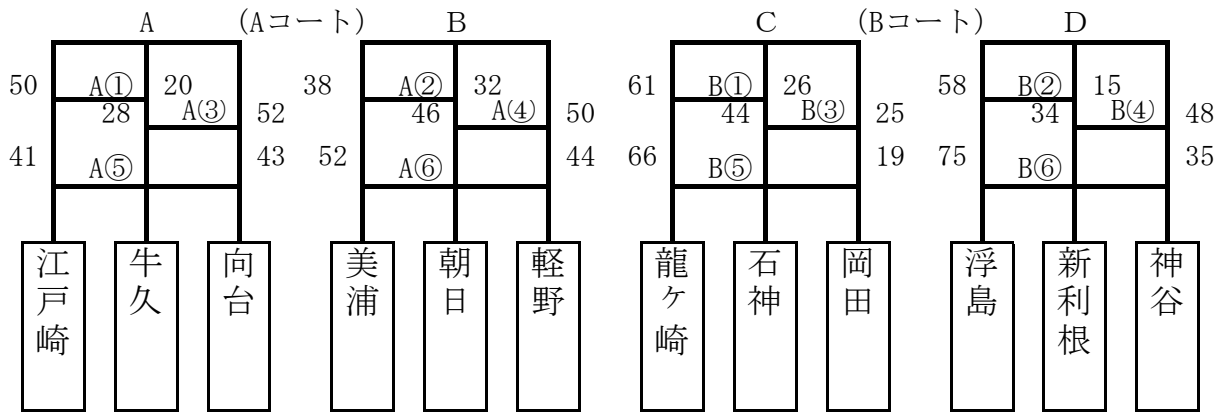 A (Aコート) B C (Bコート) D
50 A① 20 38 A② 32 61 B① 26 58 B② 15
28 A③ 52 46 A④ 50 44 B③ 25 34 B④ 48
41 A⑤ 43 52 A⑥ 44 66 B⑤ 19 75 B⑥ 35
江戸崎
牛久
向台
美浦
朝日
軽野
龍ケ崎
石神
岡田
浮島
新利根
神谷